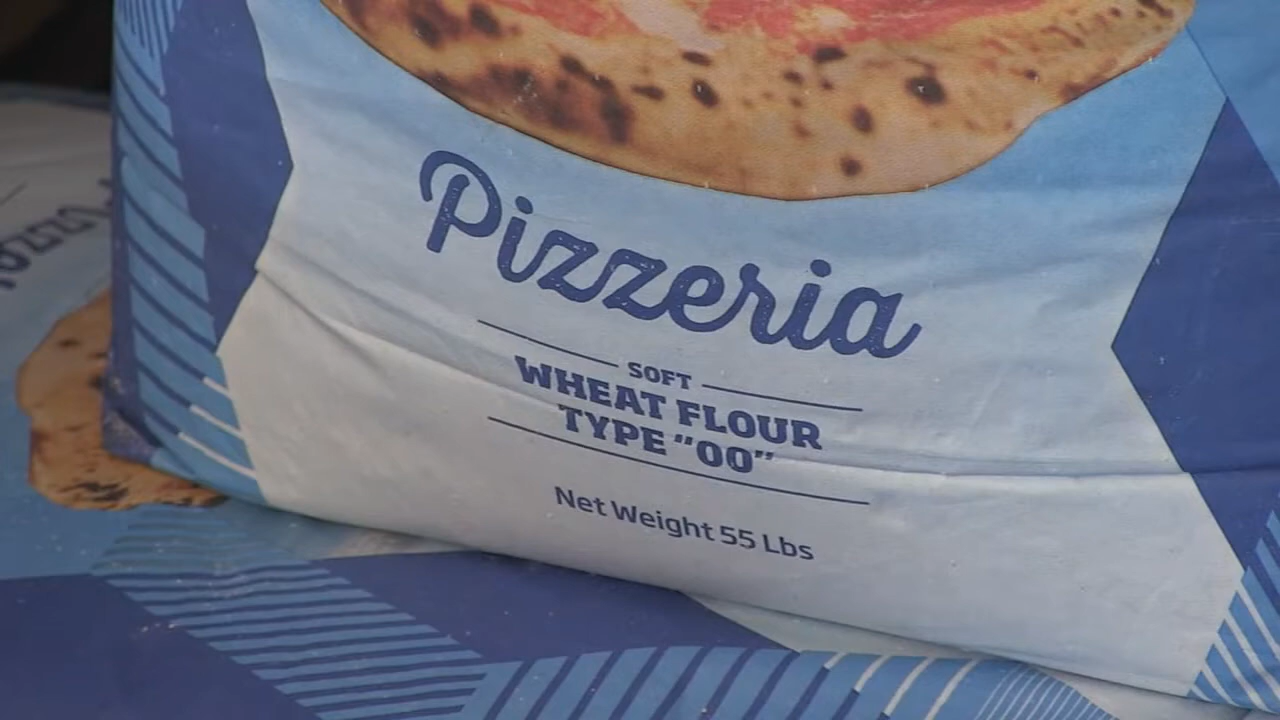 Pizzeria
SOFT
WHEAT FLOUR
TYPE "00"
Net Weight 55 Lbs